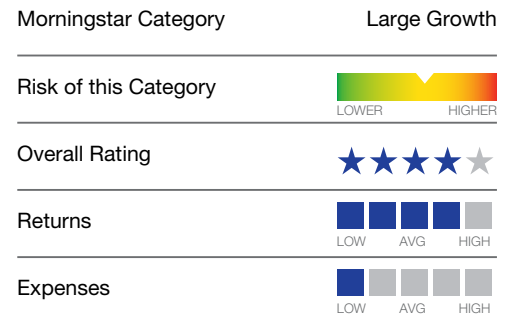 Morningstar Category Large Growth
Risk of this Category
LOWER HIGHER
Overall Rating
Returns
LOW AVG HIGH
Expenses
LOW AVG HIGH